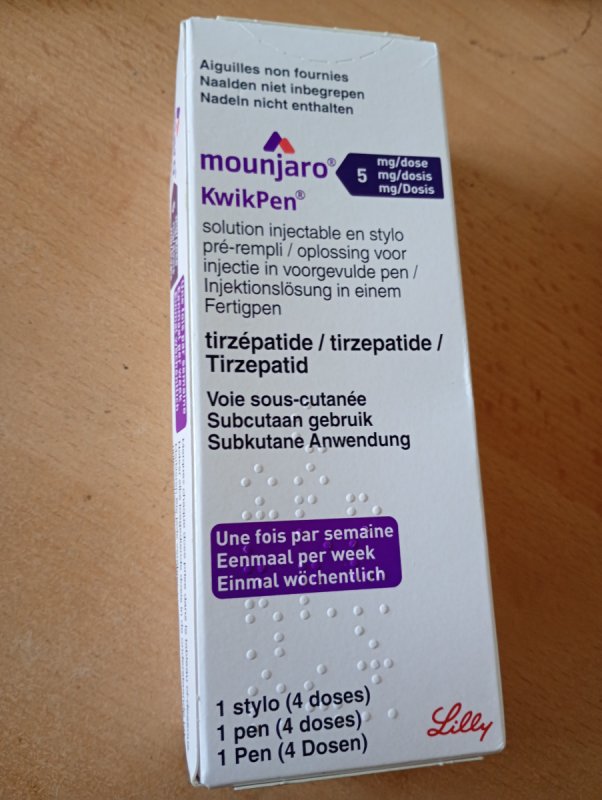 Aiguilles non fournies
Naalden niet inbegrepen
Nadeln nicht enthalten
mounjaro®
KwikPen®
5 mg/dose
mg/dosis
mg/Dosis
solution injectable en stylo
pré-rempli / oplossing voor
injectie in voorgevulde pen /
Injektionslösung in einem
Fertigpen
tirzépatide / tirzepatide /
Tirzepatid
Voie sous-cutanée
Subcutaan gebruik
Subkutane Anwendung
Une fois par semaine
Eenmaal per week
Einmal wöchentlich
1 stylo (4 doses)
1 pen (4 doses)
1 Pen (4 Dosen)
Lilly